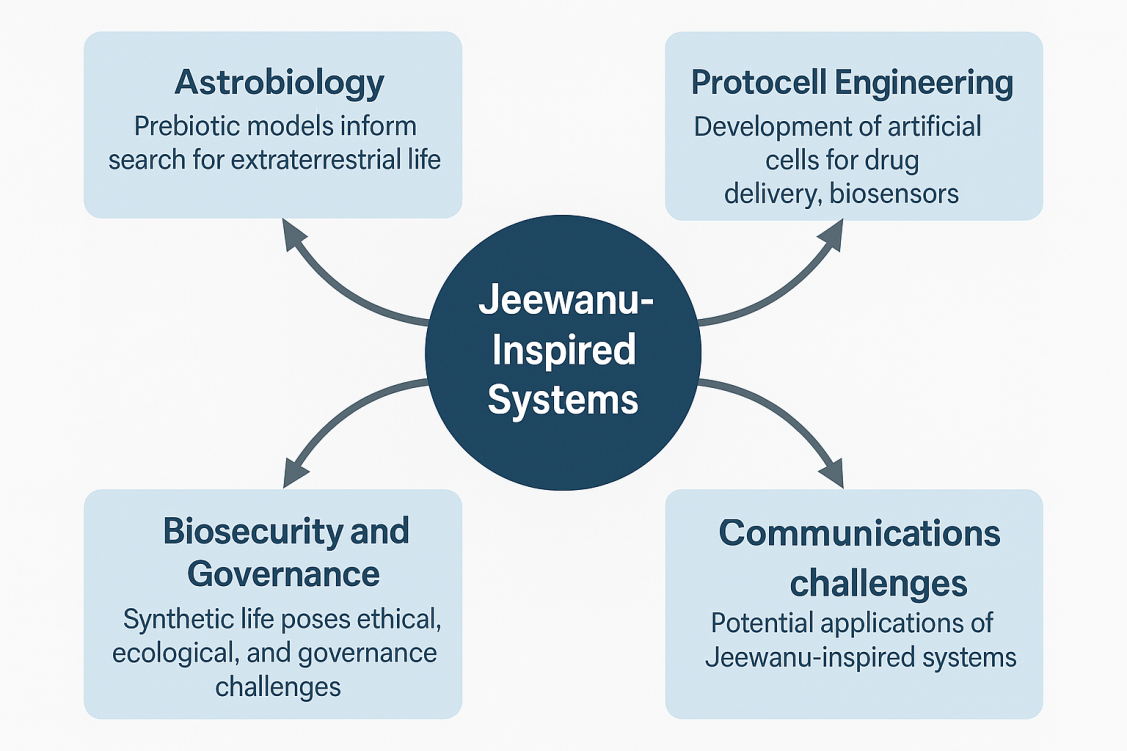 Astrobiology
Prebiotic models inform
search for extraterrestrial life
Protocell Engineering
Development of artificial
cells for drug
delivery, biosensors
Jeewanu-
Inspired
Systems
Biosecurity and
Governance
Synthetic life poses ethical,
ecological, and governance
challenges
Communications
challenges
Potential applications of
Jeewanu-inspired systems